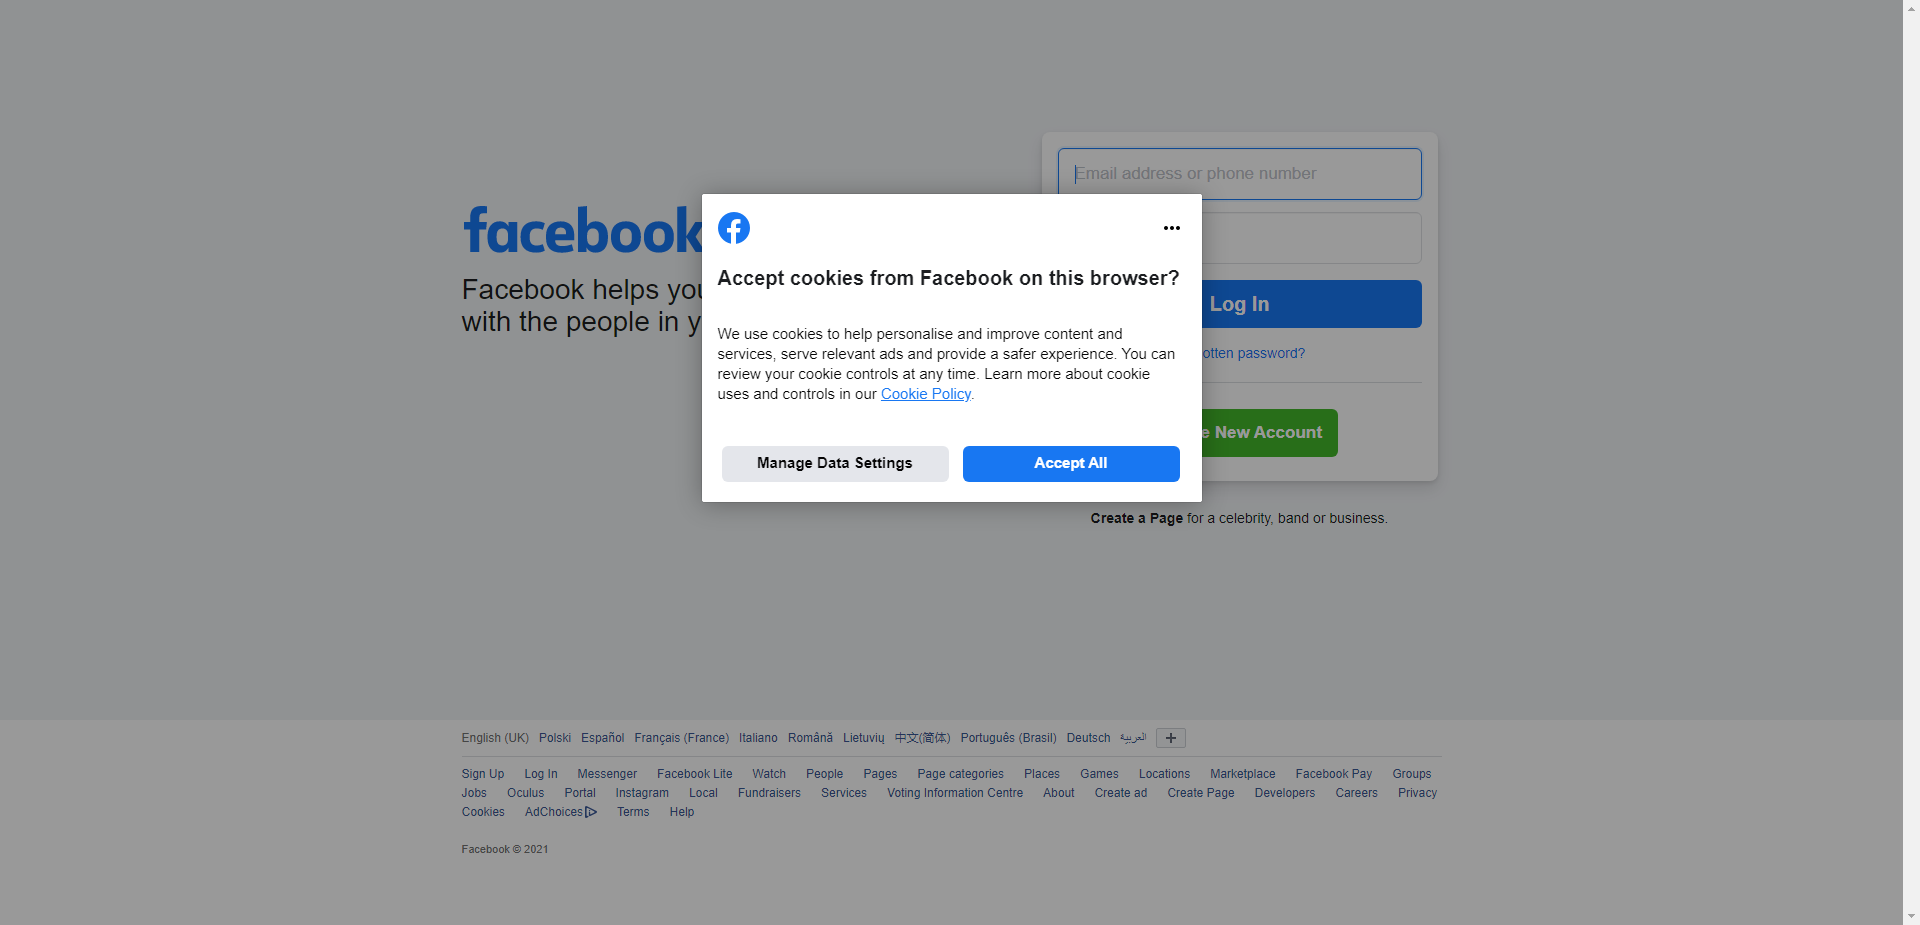 facebook
Facebook helps you
with the people in y
Email address or phone number
Log In
otten password?
e New Account
Create a Page for a celebrity, band or business.
Accept cookies from Facebook on this browser?
We use cookies to help personalise and improve content and
services, serve relevant ads and provide a safer experience. You can
review your cookie controls at any time. Learn more about cookie
uses and controls in our Cookie Policy.
Manage Data Settings Accept All
English (UK) Polski Español Français (France) Italiano Română Lietuvių 中文(简体) Português (Brasil) Deutsch العربية
Sign Up Log In Messenger Facebook Lite Watch People Pages Page categories Places Games Locations Marketplace Facebook Pay Groups
Jobs Oculus Portal Instagram Local Fundraisers Services Voting Information Centre About Create ad Create Page Developers Careers Privacy
Cookies AdChoices Terms Help
Facebook © 2021